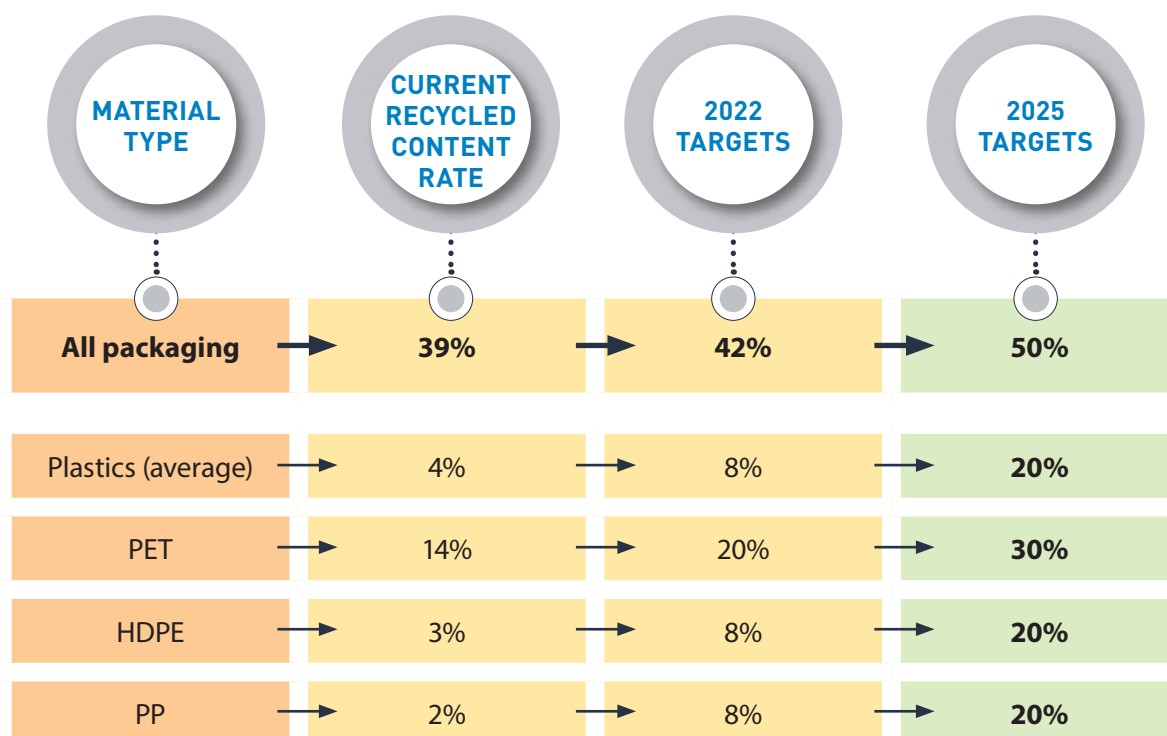 MATERIAL
TYPE
CURRENT
RECYCLED
CONTENT
RATE
2022
TARGETS
2025
TARGETS
All packaging 39% 42% 50%
Plastics (average) 4% 8% 20%
PET 14% 20% 30%
HDPE 3% 8% 20%
PP 2% 8% 20%